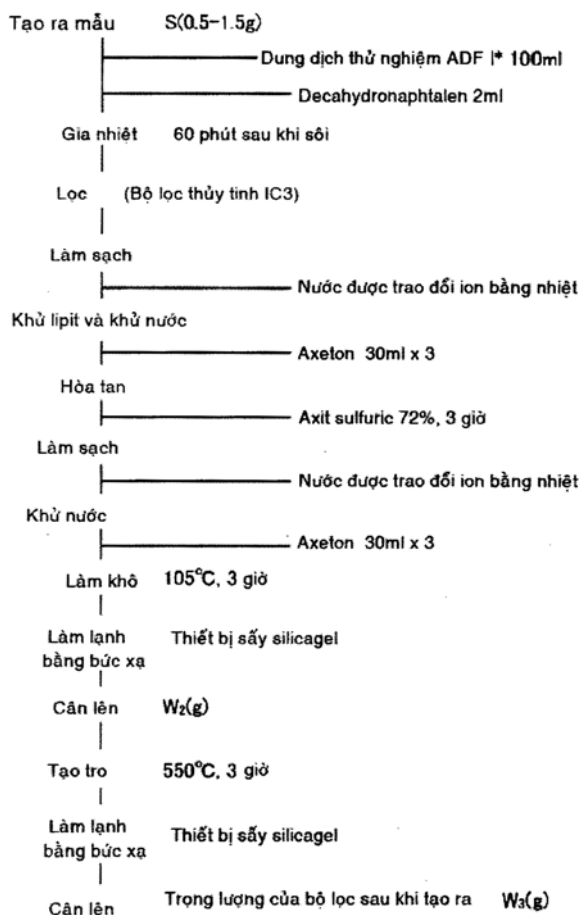 Tạo ra mẫu S(0.5-1.5g)
Dung dịch thử nghiệm ADF I* 100ml
Decahydronaphtalen 2ml
Gia nhiệt 60 phút sau khi sôi
Lọc (Bộ lọc thủy tinh IC3)
Làm sạch
Nước được trao đổi ion bằng nhiệt
Khử lipit và khử nước
Axeton 30ml x 3
Hòa tan
Axit sulfuric 72%, 3 giờ
Làm sạch
Nước được trao đổi ion bằng nhiệt
Khử nước
Axeton 30ml x 3
Làm khô 105°C, 3 giờ
Làm lạnh
bằng bức xạ Thiết bị sấy silicagel
Cân lên W₂(g)
Tạo tro 550°C, 3 giờ
Làm lạnh
bằng bức xạ Thiết bị sấy silicagel
Cân lên Trọng lượng của bộ lọc sau khi tạo ra W₃(g)